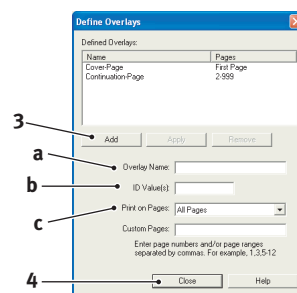 Define Overlays
Defined Overlays:
Name Pages
Cover-Page First Page
Continuation-Page 2-999
3
Add Apply Remove
a Overlay Name:
b ID Value(s):
c Print on Pages: All Pages
Custom Pages:
Enter page numbers and/or page ranges
separated by commas. For example, 1,3,5-12
4 Close Help